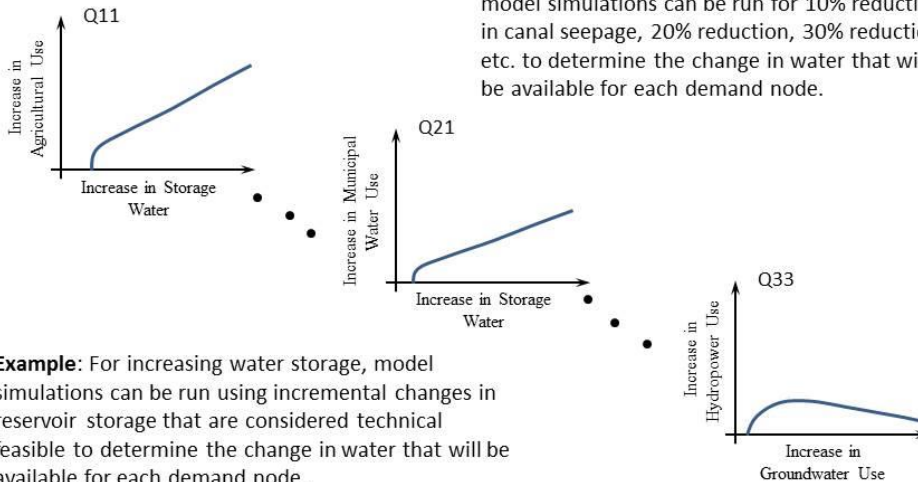 model simulations can be run for 10% reducti
in canal seepage, 20% reduction, 30% reductio
etc. to determine the change in water that wi
be available for each demand node.
Q11
Increase in
Agricultural Use
Increase in Storage
Water
Q21
Increase in Municipal
Water Use
Increase in Storage
Water
Q33
Increase in
Hydropower Use
Increase in
Groundwater Use
Example: For increasing water storage, model
simulations can be run using incremental changes in
reservoir storage that are considered technical
feasible to determine the change in water that will be
available for each demand node.